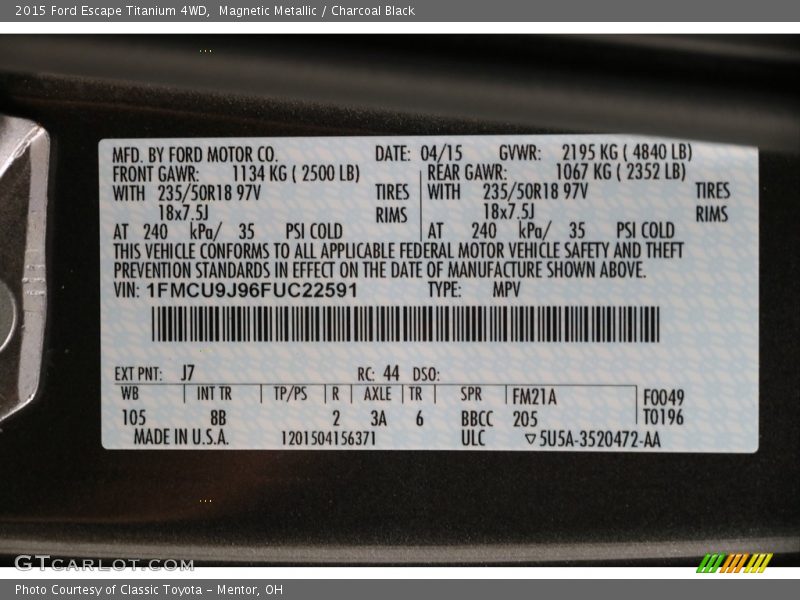 2015 Ford Escape Titanium 4WD,  Magnetic Metallic / Charcoal Black
MFD. BY FORD MOTOR CO. DATE: 04/15 GVWR: 2195 KG ( 4840 LB)
FRONT GAWR: 1134 KG ( 2500 LB) REAR GAWR: 1067 KG ( 2352 LB)
WITH 235/50R18 97V TIRES WITH 235/50R18 97V TIRES
18x7.5J RIMS 18x7.5J RIMS
AT 240 kPa/ 35 PSI COLD AT 240 kPa/ 35 PSI COLD
THIS VEHICLE CONFORMS TO ALL APPLICABLE FEDERAL MOTOR VEHICLE SAFETY AND THEFT
PREVENTION STANDARDS IN EFFECT ON THE DATE OF MANUFACTURE SHOWN ABOVE.
VIN: 1FMCU9J96FUC22591 TYPE: MPV
EXT PNT: J7 RC: 44 DSO:
WB INT TR TP/PS R AXLE TR SPR FM21A F0049
105 8B 2 3A 6 BBCC 205 T0196
MADE IN U.S.A. 1201504156371 ULC ▽5U5A-3520472-AA
GTCARLOT.COM
Photo Courtesy of Classic Toyota – Mentor, OH